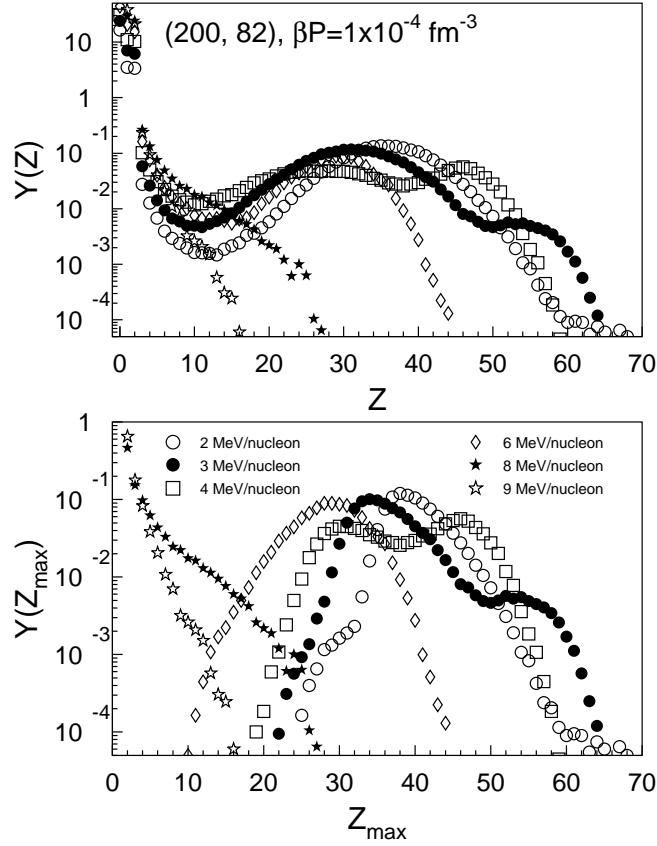 (200, 82), βP=1x10⁻⁴ fm⁻³
Y(Z)
10
1
10⁻¹
10⁻²
10⁻³
10⁻⁴
0 10 20 30 40 50 60 70
Z
Y(Z_max)
1
10⁻¹
10⁻²
10⁻³
10⁻⁴
2 MeV/nucleon
3 MeV/nucleon
4 MeV/nucleon
6 MeV/nucleon
8 MeV/nucleon
9 MeV/nucleon
0 10 20 30 40 50 60 70
Z_max